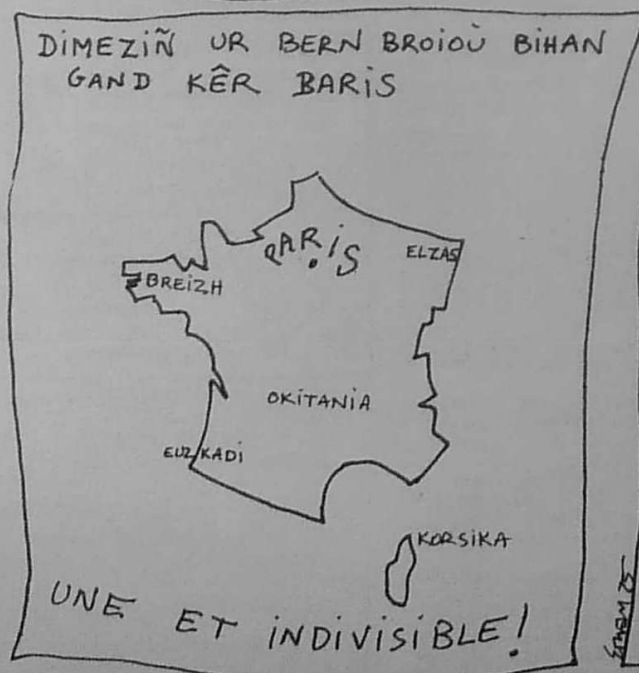 DIMEZIÑ UR BERN BROIOÙ BIHAN
GAND KÊR BARIS
PARIS
ELZAS
BREIZH
OKITANIA
EUZKADI
KORSIKA
UNE ET INDIVISIBLE!